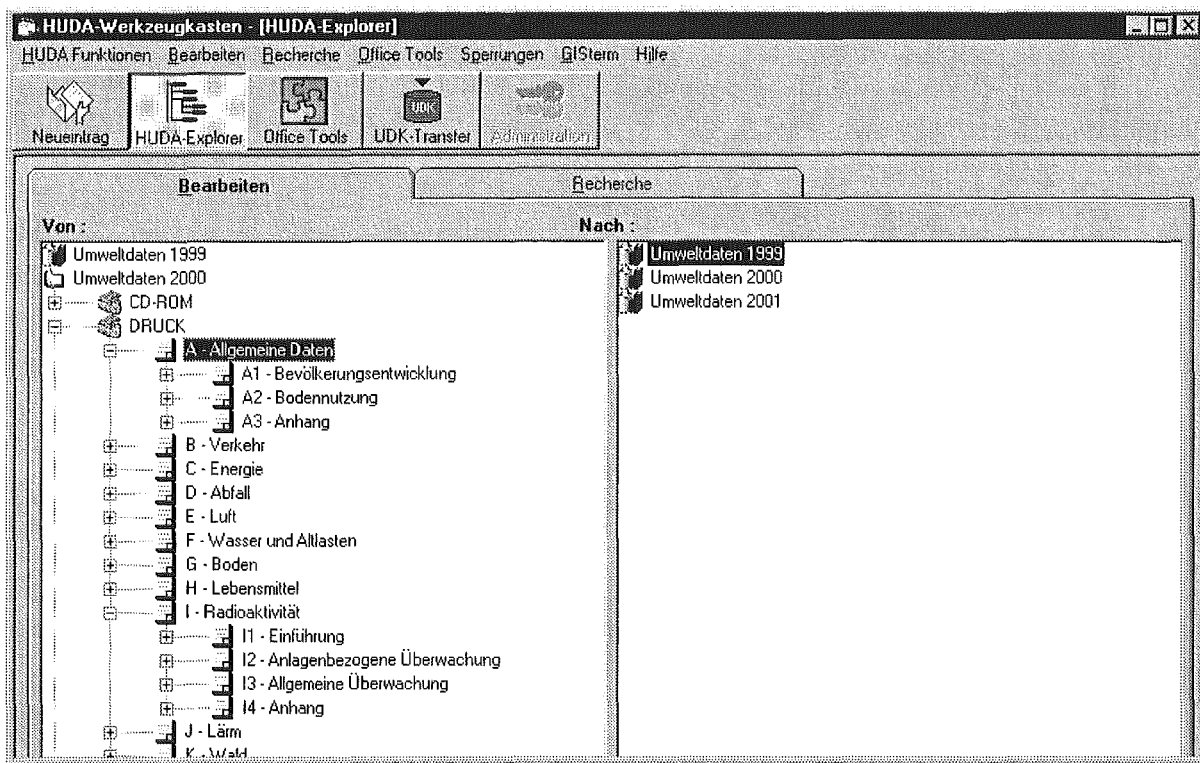 HUDA-Werkzeugkasten - [HUDA-Explorer]
HUDA Funktionen Bearbeiten Recherche Office Tools Sperrungen GISterm Hilfe
UDK
Neueintrag HUDA-Explorer Office Tools UDK-Transfer Administration
Bearbeiten Recherche
Von : Nach :
Umweltdaten 1999
Umweltdaten 2000
CD-ROM
DRUCK
A - Allgemeine Daten
A1 - Bevölkerungsentwicklung
A2 - Bodennutzung
A3 - Anhang
B - Verkehr
C - Energie
D - Abfall
E - Luft
F - Wasser und Altlasten
G - Boden
H - Lebensmittel
I - Radioaktivität
I1 - Einführung
I2 - Anlagenbezogene Überwachung
I3 - Allgemeine Überwachung
I4 - Anhang
J - Lärm
K - Wald
Umweltdaten 1999
Umweltdaten 2000
Umweltdaten 2001